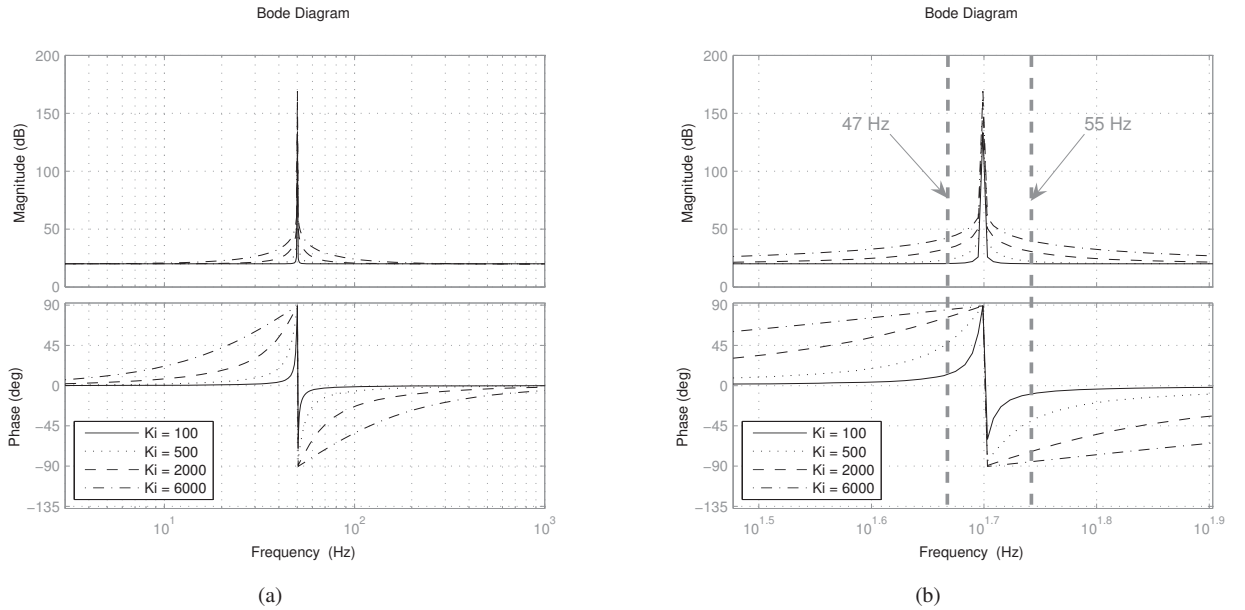 Bode Diagram
200
150
100
50
0
Magnitude (dB)
90
45
0
−45
−90
−135
Phase (deg)
Ki = 100
Ki = 500
Ki = 2000
Ki = 6000
10^1
10^2
10^3
Frequency (Hz)
(a)
Bode Diagram
200
150
100
50
0
Magnitude (dB)
47 Hz
55 Hz
90
45
0
−45
−90
−135
Phase (deg)
Ki = 100
Ki = 500
Ki = 2000
Ki = 6000
10^1.5
10^1.6
10^1.7
10^1.8
10^1.9
Frequency (Hz)
(b)